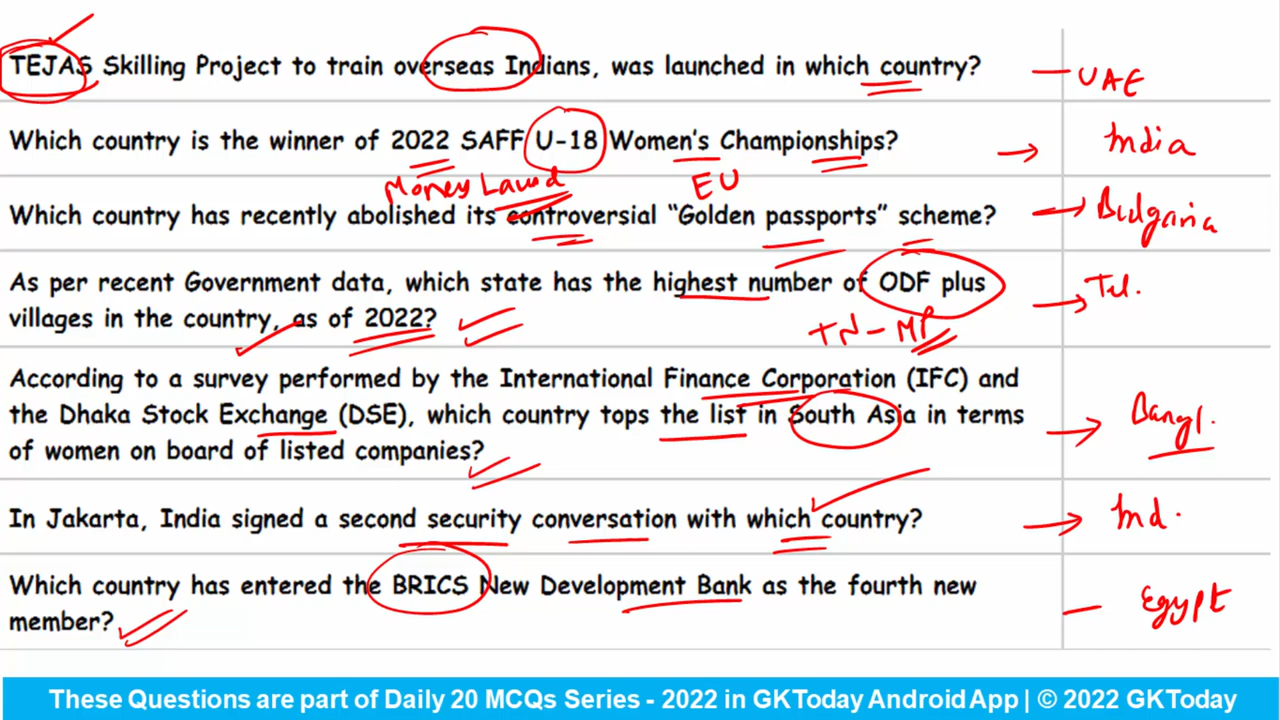 TEJAS Skilling Project to train overseas Indians, was launched in which country?
UAE
Which country is the winner of 2022 SAFF U-18 Women's Championships?
India
Money Laund
EU
Which country has recently abolished its controversial “Golden passports” scheme?
Bulgaria
As per recent Government data, which state has the highest number of ODF plus
Tel.
villages in the country, as of 2022?
TN - MP
According to a survey performed by the International Finance Corporation (IFC) and
the Dhaka Stock Exchange (DSE), which country tops the list in South Asia in terms
Bangl.
of women on board of listed companies?
In Jakarta, India signed a second security conversation with which country?
Ind.
Which country has entered the BRICS New Development Bank as the fourth new
Egypt
member?
These Questions are part of Daily 20 MCQs Series - 2022 in GKToday Android App | © 2022 GKToday